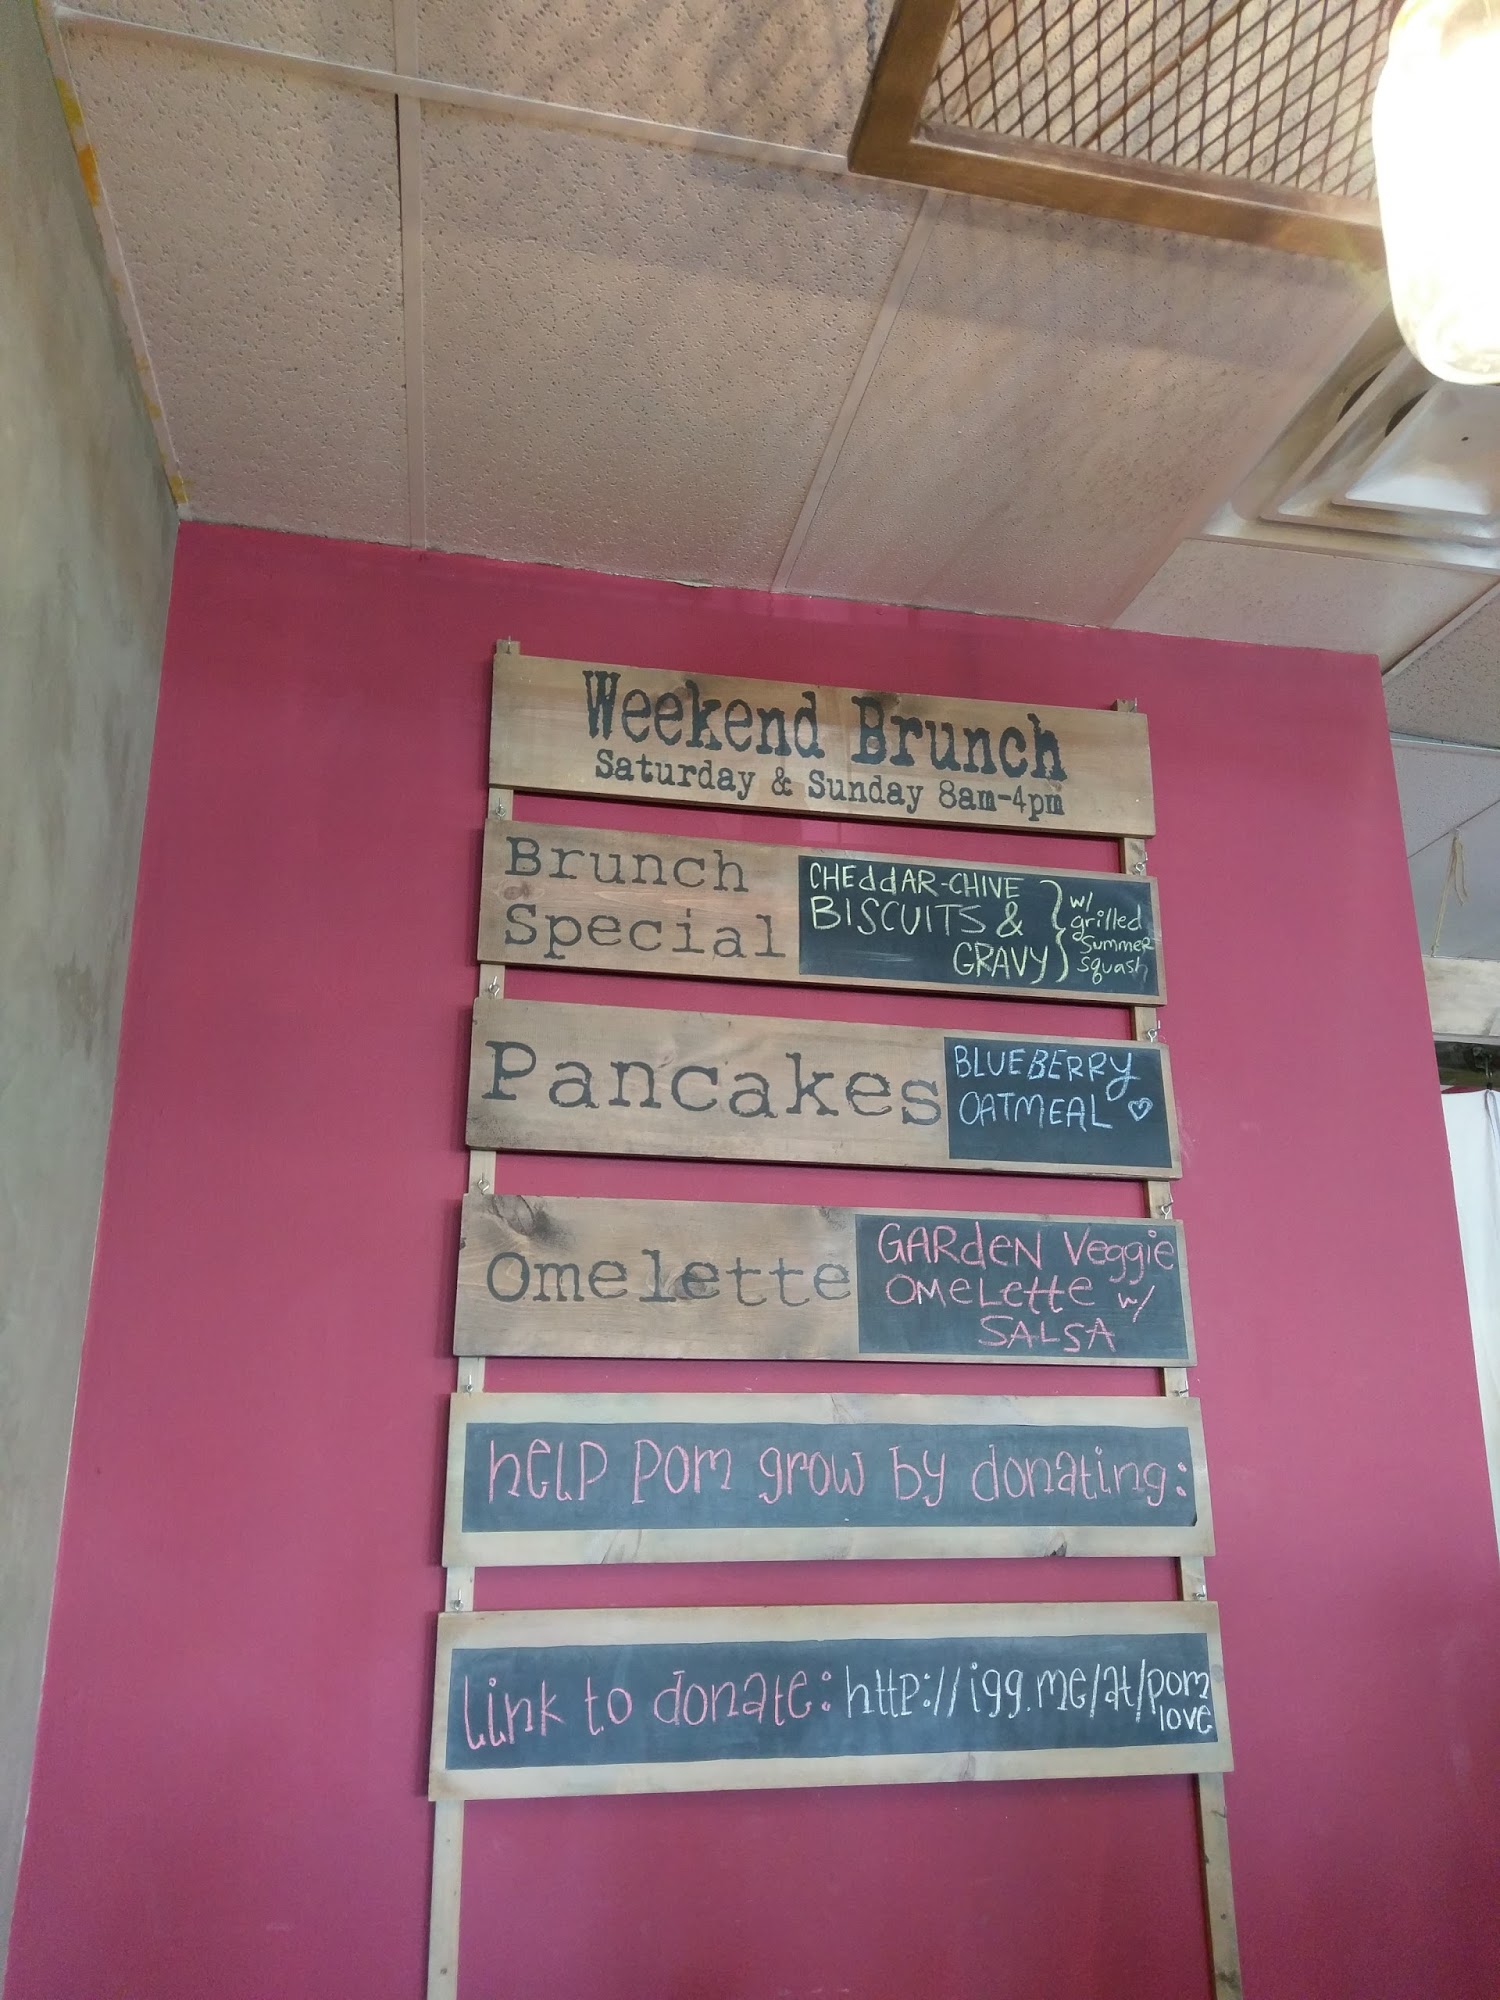 Weekend Brunch
Saturday & Sunday 8am-4pm
Brunch
Special
CHEddAR-CHIVE
BISCUITS &
GRAVY
w/
grilled
Summer
squash
Pancakes
BLUEBERRY
OATMEAL ♡
Omelette
GARdeN Veggie
OMeLette w/
SALSA
help pom grow by donating:
link to donate: http://igg.me/at/pom
love